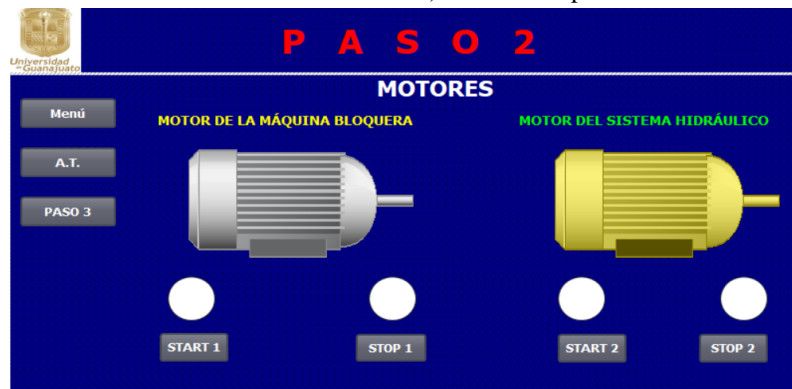 PASO 2
Universidad
de Guanajuato
MOTORES
Menú
MOTOR DE LA MÁQUINA BLOQUERA
MOTOR DEL SISTEMA HIDRÁULICO
A.T.
PASO 3
START 1
STOP 1
START 2
STOP 2